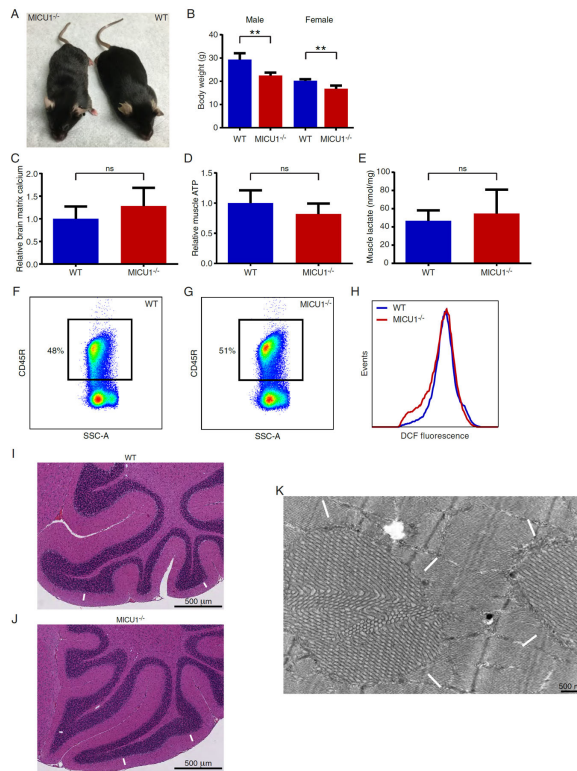 A
MICU1-/-
WT
B
Male
Female
**
**
Body weight (g)
40
30
20
10
0
WT
MICU1-/-
WT
MICU1-/-
C
ns
Relative brain matrix calcium
2.0
1.5
1.0
0.5
0.0
WT
MICU1-/-
D
ns
Relative muscle ATP
1.5
1.0
0.5
0.0
WT
MICU1-/-
E
ns
Muscle lactate (nmol/mg)
100
80
60
40
20
0
WT
MICU1-/-
F
WT
CD45R
48%
SSC-A
G
MICU1-/-
CD45R
51%
SSC-A
H
WT
MICU1-/-
Events
DCF fluorescence
I
WT
500 µm
J
MICU1-/-
500 µm
K
500 n